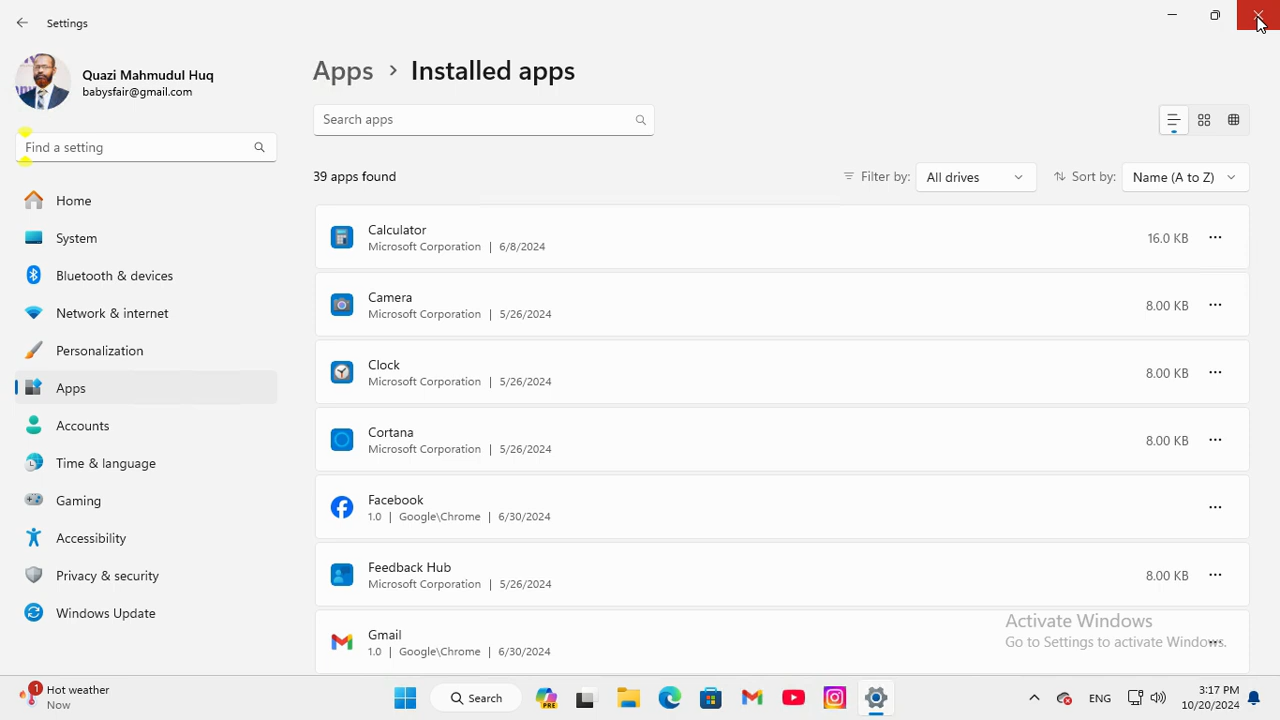 Settings
Quazi Mahmudul Huq
babysfair@gmail.com
Find a setting
Home
System
Bluetooth & devices
Network & internet
Personalization
Apps
Accounts
Time & language
Gaming
Accessibility
Privacy & security
Windows Update
Apps > Installed apps
Search apps
39 apps found
Filter by: All drives
Sort by: Name (A to Z)
Calculator
Microsoft Corporation | 6/8/2024
16.0 KB
Camera
Microsoft Corporation | 5/26/2024
8.00 KB
Clock
Microsoft Corporation | 5/26/2024
8.00 KB
Cortana
Microsoft Corporation | 5/26/2024
8.00 KB
Facebook
1.0 | Google\Chrome | 6/30/2024
Feedback Hub
Microsoft Corporation | 5/26/2024
8.00 KB
Gmail
1.0 | Google\Chrome | 6/30/2024
Activate Windows
Go to Settings to activate Windows.
1
Hot weather
Now
Search
PRE
ENG
3:17 PM
10/20/2024